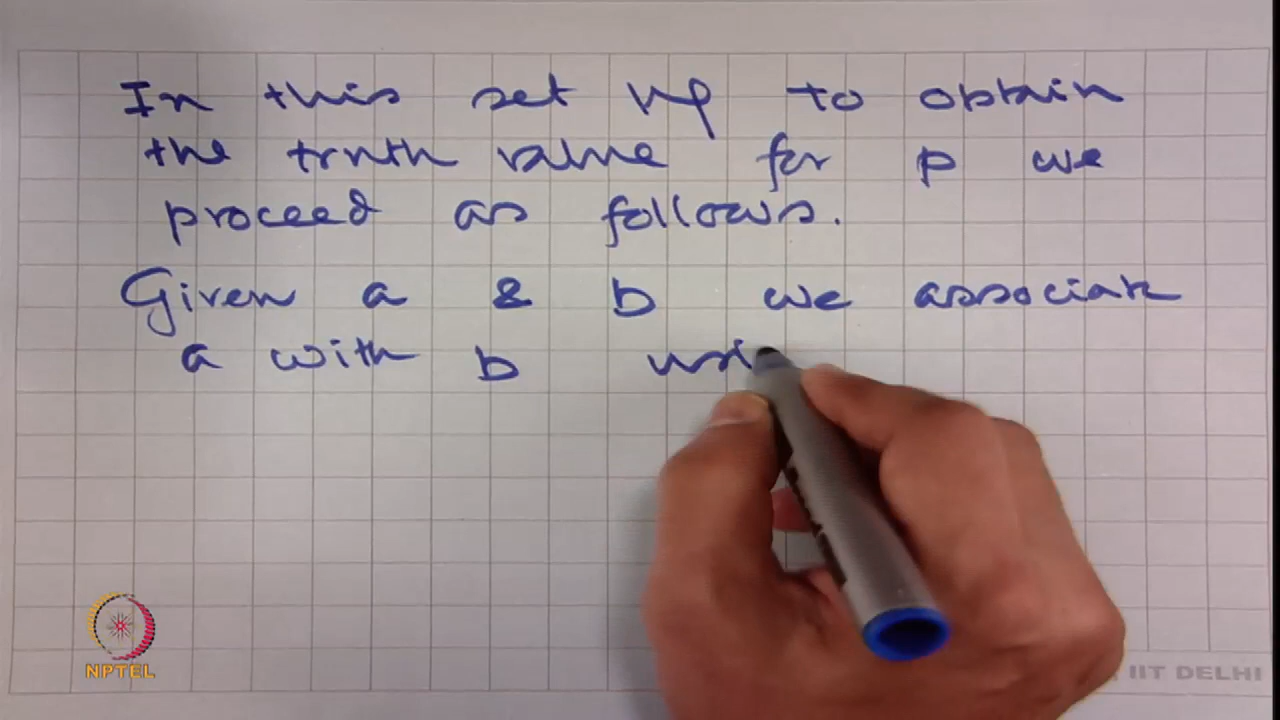 In this set up to obtain
the truth value for p we
proceed as follows.
Given a & b we associate
a with b usi
NPTEL
IIT DELHI